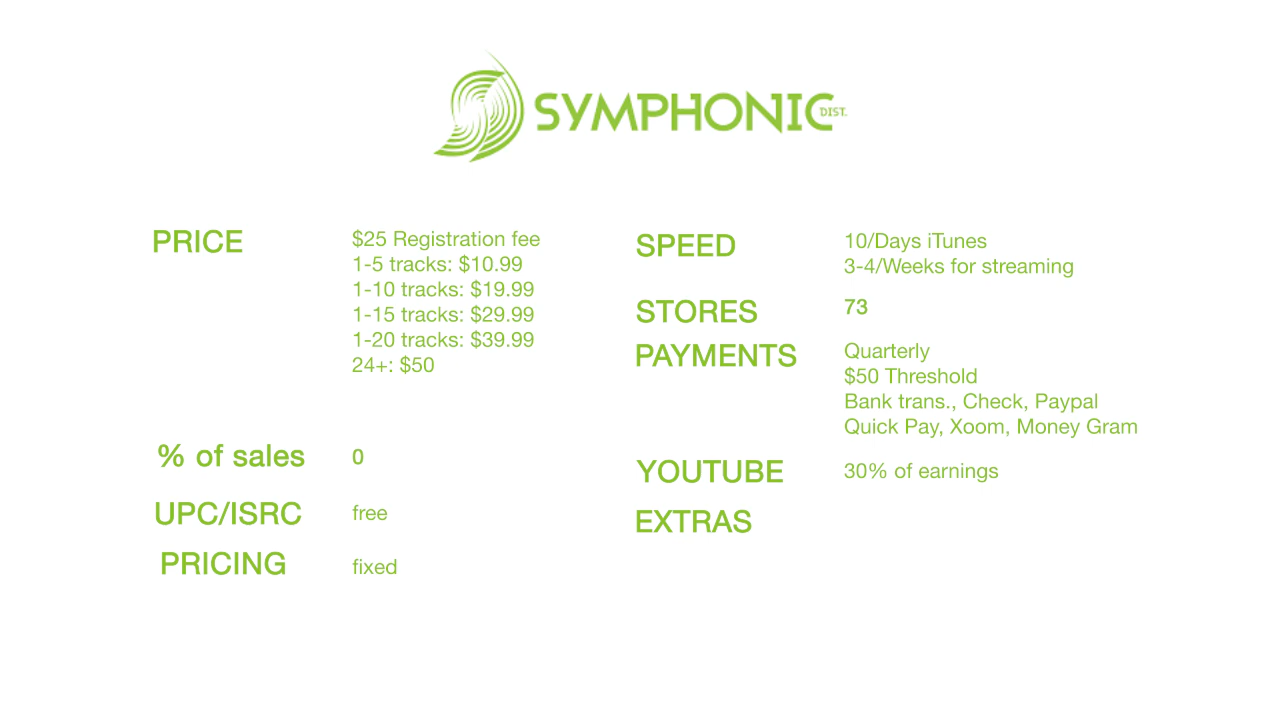 SYMPHONIC DIST.
PRICE
$25 Registration fee
1-5 tracks: $10.99
1-10 tracks: $19.99
1-15 tracks: $29.99
1-20 tracks: $39.99
24+: $50
% of sales
0
UPC/ISRC
free
PRICING
fixed
SPEED
10/Days iTunes
3-4/Weeks for streaming
STORES
73
PAYMENTS
Quarterly
$50 Threshold
Bank trans., Check, Paypal
Quick Pay, Xoom, Money Gram
YOUTUBE
30% of earnings
EXTRAS